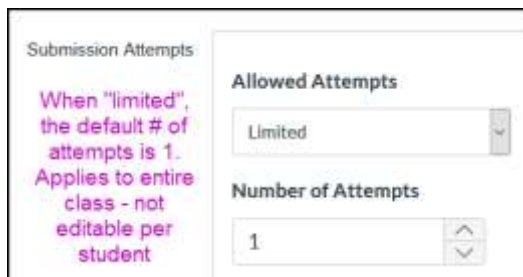 Submission Attempts
When "limited",
the default # of
attempts is 1.
Applies to entire
class - not
editable per
student
Allowed Attempts
Limited
Number of Attempts
1